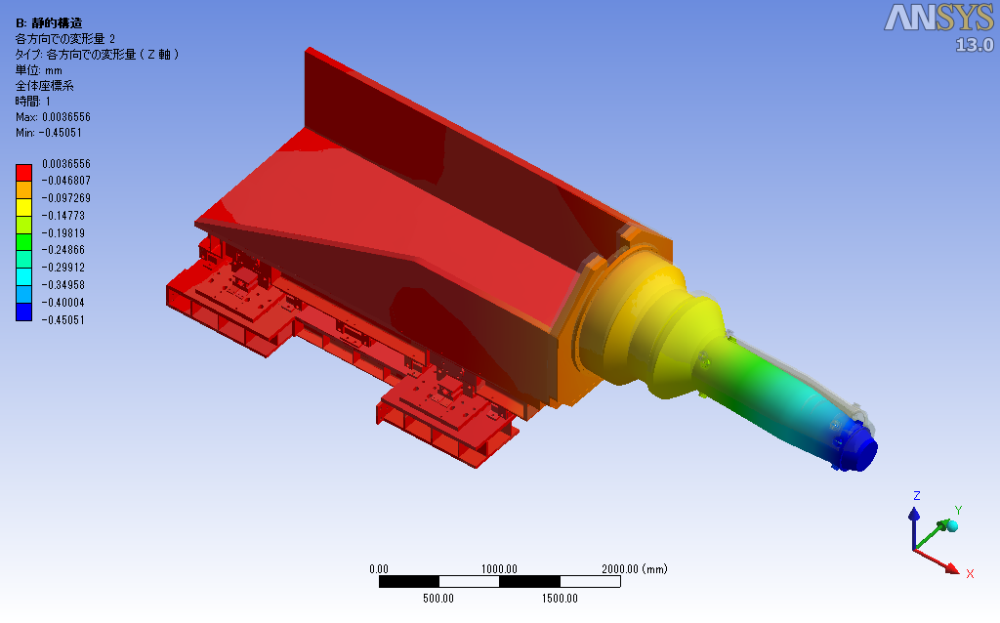 ANSYS
13.0
B: 静的構造
各方向での変形量 2
タイプ: 各方向での変形量 ( Z 軸 )
単位: mm
全体座標系
時間: 1
Max: 0.0036556
Min: -0.45051
0.0036556
-0.046807
-0.097269
-0.14773
-0.19819
-0.24866
-0.29912
-0.34958
-0.40004
-0.45051
Z
Y
X
0.00 1000.00 2000.00 (mm)
500.00 1500.00